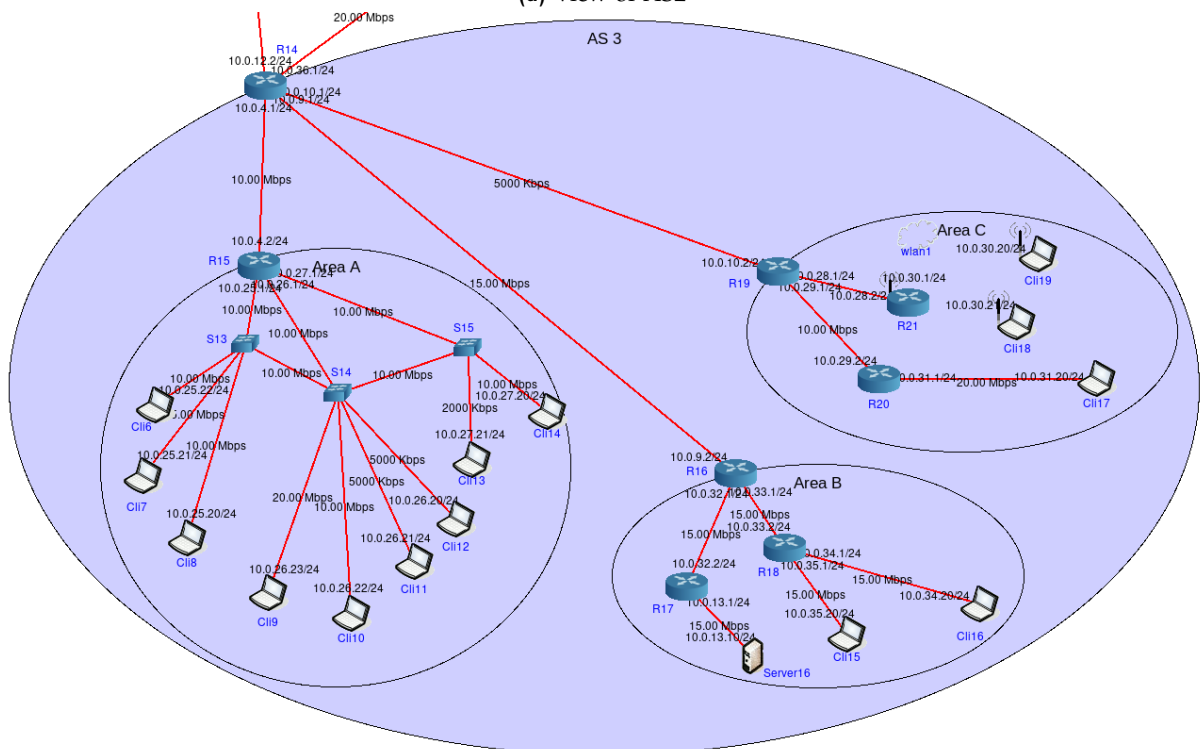 (a) View of AS2
20.00 Mbps
AS 3
R14
10.0.12.2/24
10.0.36.1/24
10.0.10.1/24
10.0.9.1/24
10.0.4.1/24
10.00 Mbps
5000 Kbps
15.00 Mbps
10.0.4.2/24
R15
Area A
10.0.27.1/24
10.0.26.1/24
10.0.25.1/24
10.00 Mbps
10.00 Mbps
10.00 Mbps
S13
S14
S15
10.00 Mbps
10.00 Mbps
10.00 Mbps
10.0.25.22/24
5.00 Mbps
10.00 Mbps
10.00 Mbps
10.0.27.20/24
2000 Kbps
Cli6
Cli14
10.0.25.21/24
10.0.27.21/24
Cli7
Cli13
5000 Kbps
5000 Kbps
20.00 Mbps
10.00 Mbps
10.0.26.20/24
Cli12
10.0.25.20/24
Cli8
10.0.26.21/24
Cli11
10.0.26.23/24
10.0.26.22/24
Cli9
Cli10
Area C
wlan1
10.0.30.20/24
Cli19
10.0.10.2/24
R19
10.0.28.1/24
10.0.29.1/24
10.0.30.1/24
10.0.28.2/24
R21
10.0.30.21/24
Cli18
10.00 Mbps
10.0.29.2/24
R20
10.0.31.1/24
20.00 Mbps
10.0.31.20/24
Cli17
10.0.9.2/24
R16
Area B
10.0.32.1/24
10.0.33.1/24
15.00 Mbps
10.0.33.2/24
15.00 Mbps
10.0.32.2/24
R18
10.0.34.1/24
10.0.35.1/24
15.00 Mbps
10.0.34.20/24
Cli16
R17
10.0.13.1/24
15.00 Mbps
10.0.35.20/24
Cli15
15.00 Mbps
10.0.13.10/24
Server16